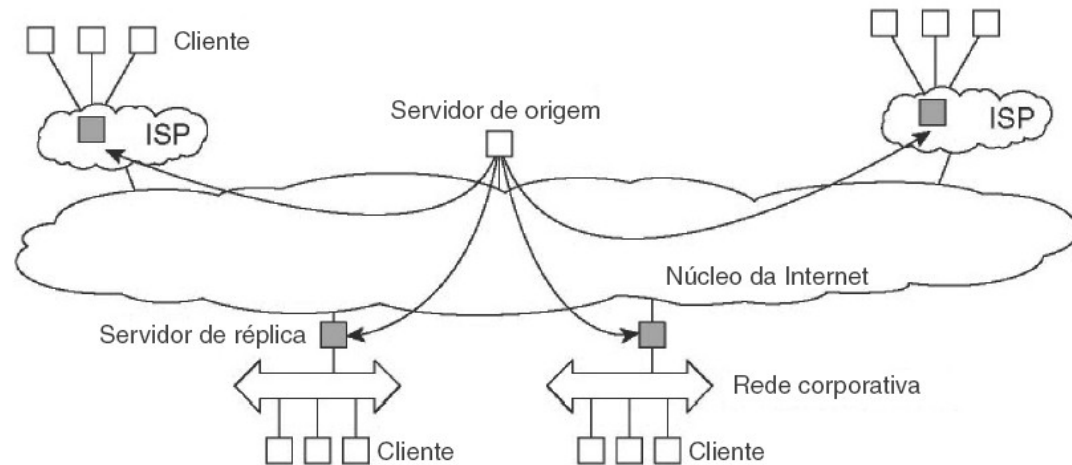 Cliente
Servidor de origem
ISP
ISP
Núcleo da Internet
Servidor de réplica
Rede corporativa
Cliente
Cliente